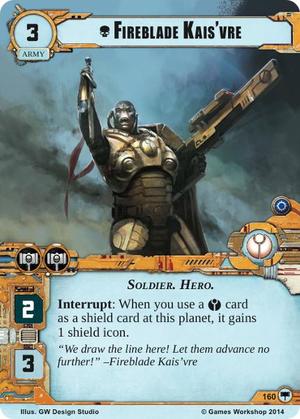 3
ARMY
Fireblade Kais'vre
Soldier. Hero.
2
3
Interrupt: When you use a card
as a shield card at this planet, it gains
1 shield icon.
“We draw the line here! Let them advance no
further!” –Fireblade Kais'vre
160
Illus. GW Design Studio
© Games Workshop 2014